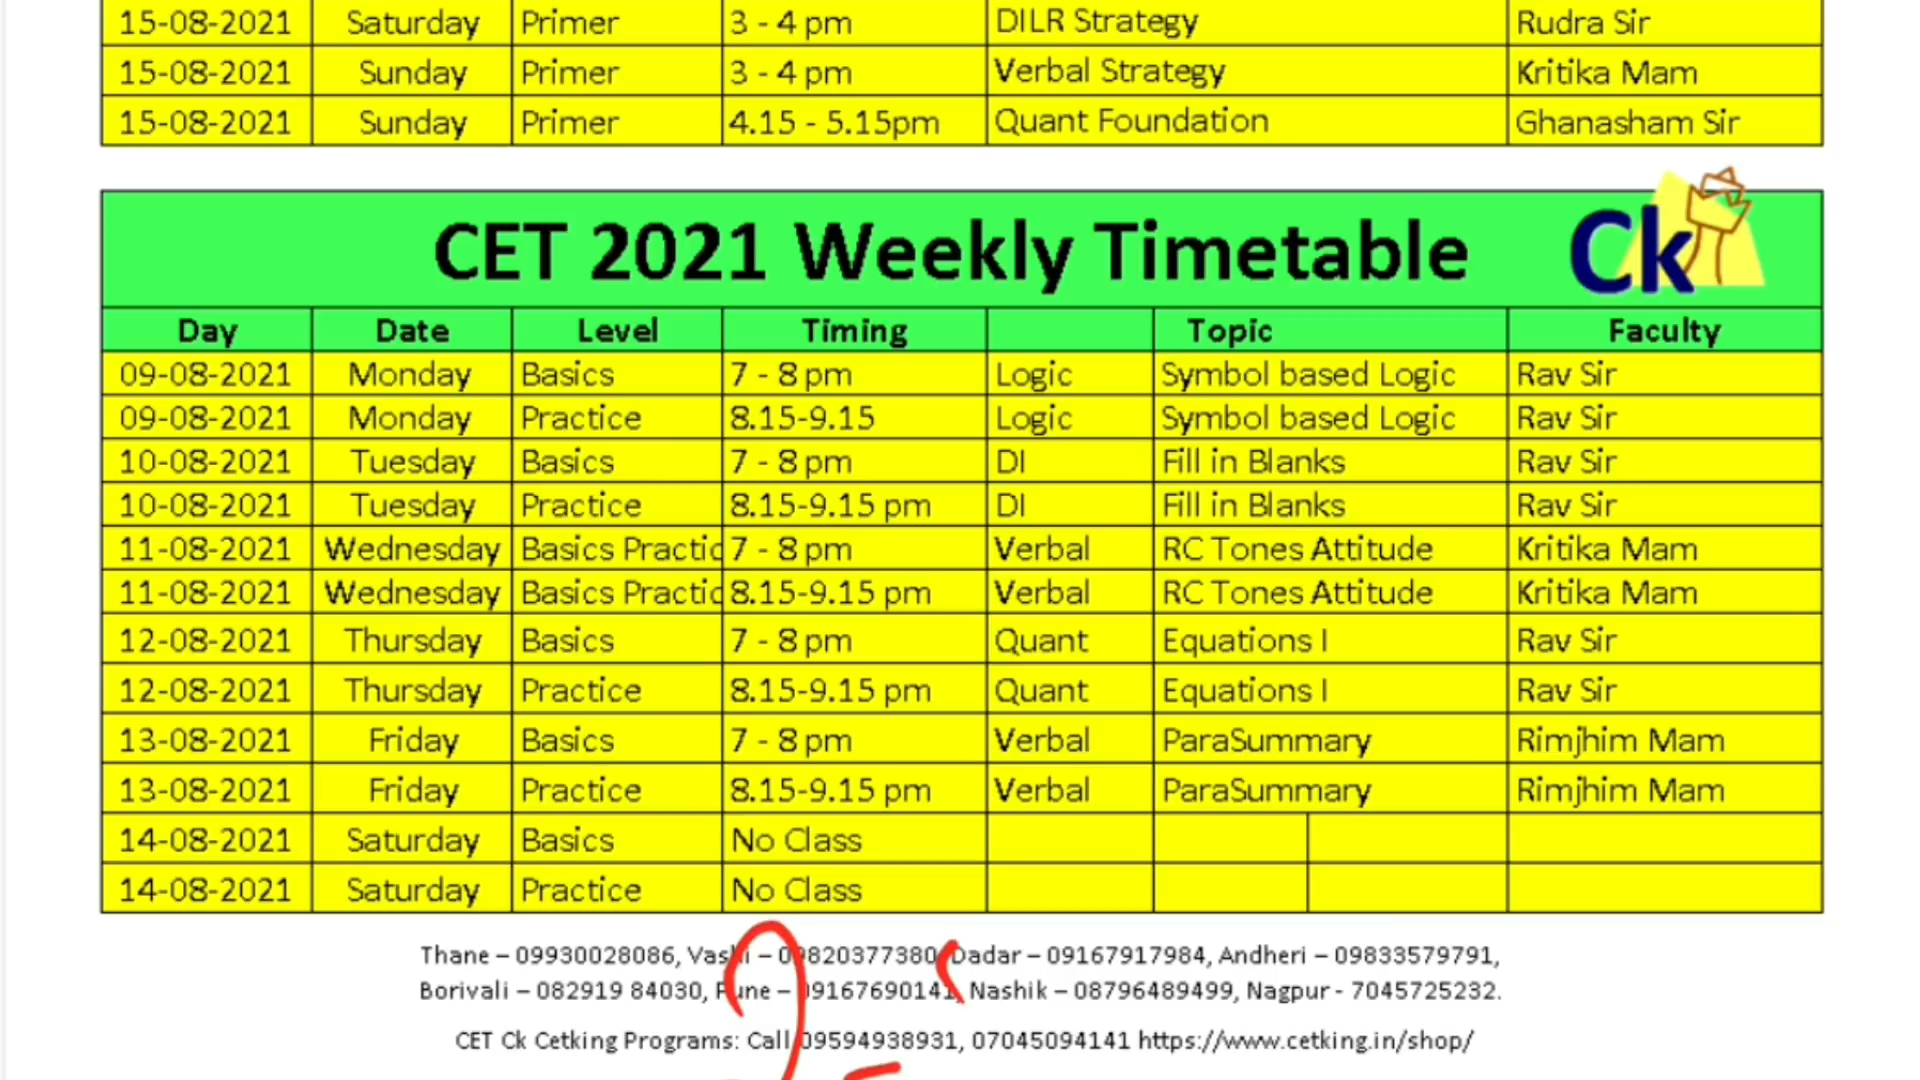 15-08-2021 Saturday Primer 3 - 4 pm DILR Strategy Rudra Sir
15-08-2021 Sunday Primer 3 - 4 pm Verbal Strategy Kritika Mam
15-08-2021 Sunday Primer 4.15 - 5.15pm Quant Foundation Ghanasham Sir
CET 2021 Weekly Timetable Ck
Day Date Level Timing Topic Faculty
09-08-2021 Monday Basics 7 - 8 pm Logic Symbol based Logic Rav Sir
09-08-2021 Monday Practice 8.15-9.15 Logic Symbol based Logic Rav Sir
10-08-2021 Tuesday Basics 7 - 8 pm DI Fill in Blanks Rav Sir
10-08-2021 Tuesday Practice 8.15-9.15 pm DI Fill in Blanks Rav Sir
11-08-2021 Wednesday Basics Practic 7 - 8 pm Verbal RC Tones Attitude Kritika Mam
11-08-2021 Wednesday Basics Practic 8.15-9.15 pm Verbal RC Tones Attitude Kritika Mam
12-08-2021 Thursday Basics 7 - 8 pm Quant Equations I Rav Sir
12-08-2021 Thursday Practice 8.15-9.15 pm Quant Equations I Rav Sir
13-08-2021 Friday Basics 7 - 8 pm Verbal ParaSummary Rimjhim Mam
13-08-2021 Friday Practice 8.15-9.15 pm Verbal ParaSummary Rimjhim Mam
14-08-2021 Saturday Basics No Class
14-08-2021 Saturday Practice No Class
Thane – 09930028086, Vashi – 09820377380, Dadar – 09167917984, Andheri – 09833579791,
Borivali – 082919 84030, Pune – 09167690141, Nashik – 08796489499, Nagpur - 7045725232.
CET Ck Cetking Programs: Call 09594938931, 07045094141 https://www.cetking.in/shop/